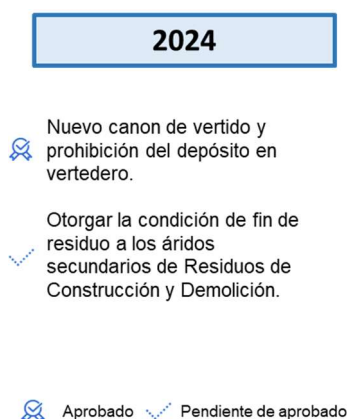 2024
Nuevo canon de vertido y
prohibición del depósito en
vertedero.
Otorgar la condición de fin de
residuo a los áridos
secundarios de Residuos de
Construcción y Demolición.
Aprobado Pendiente de aprobado